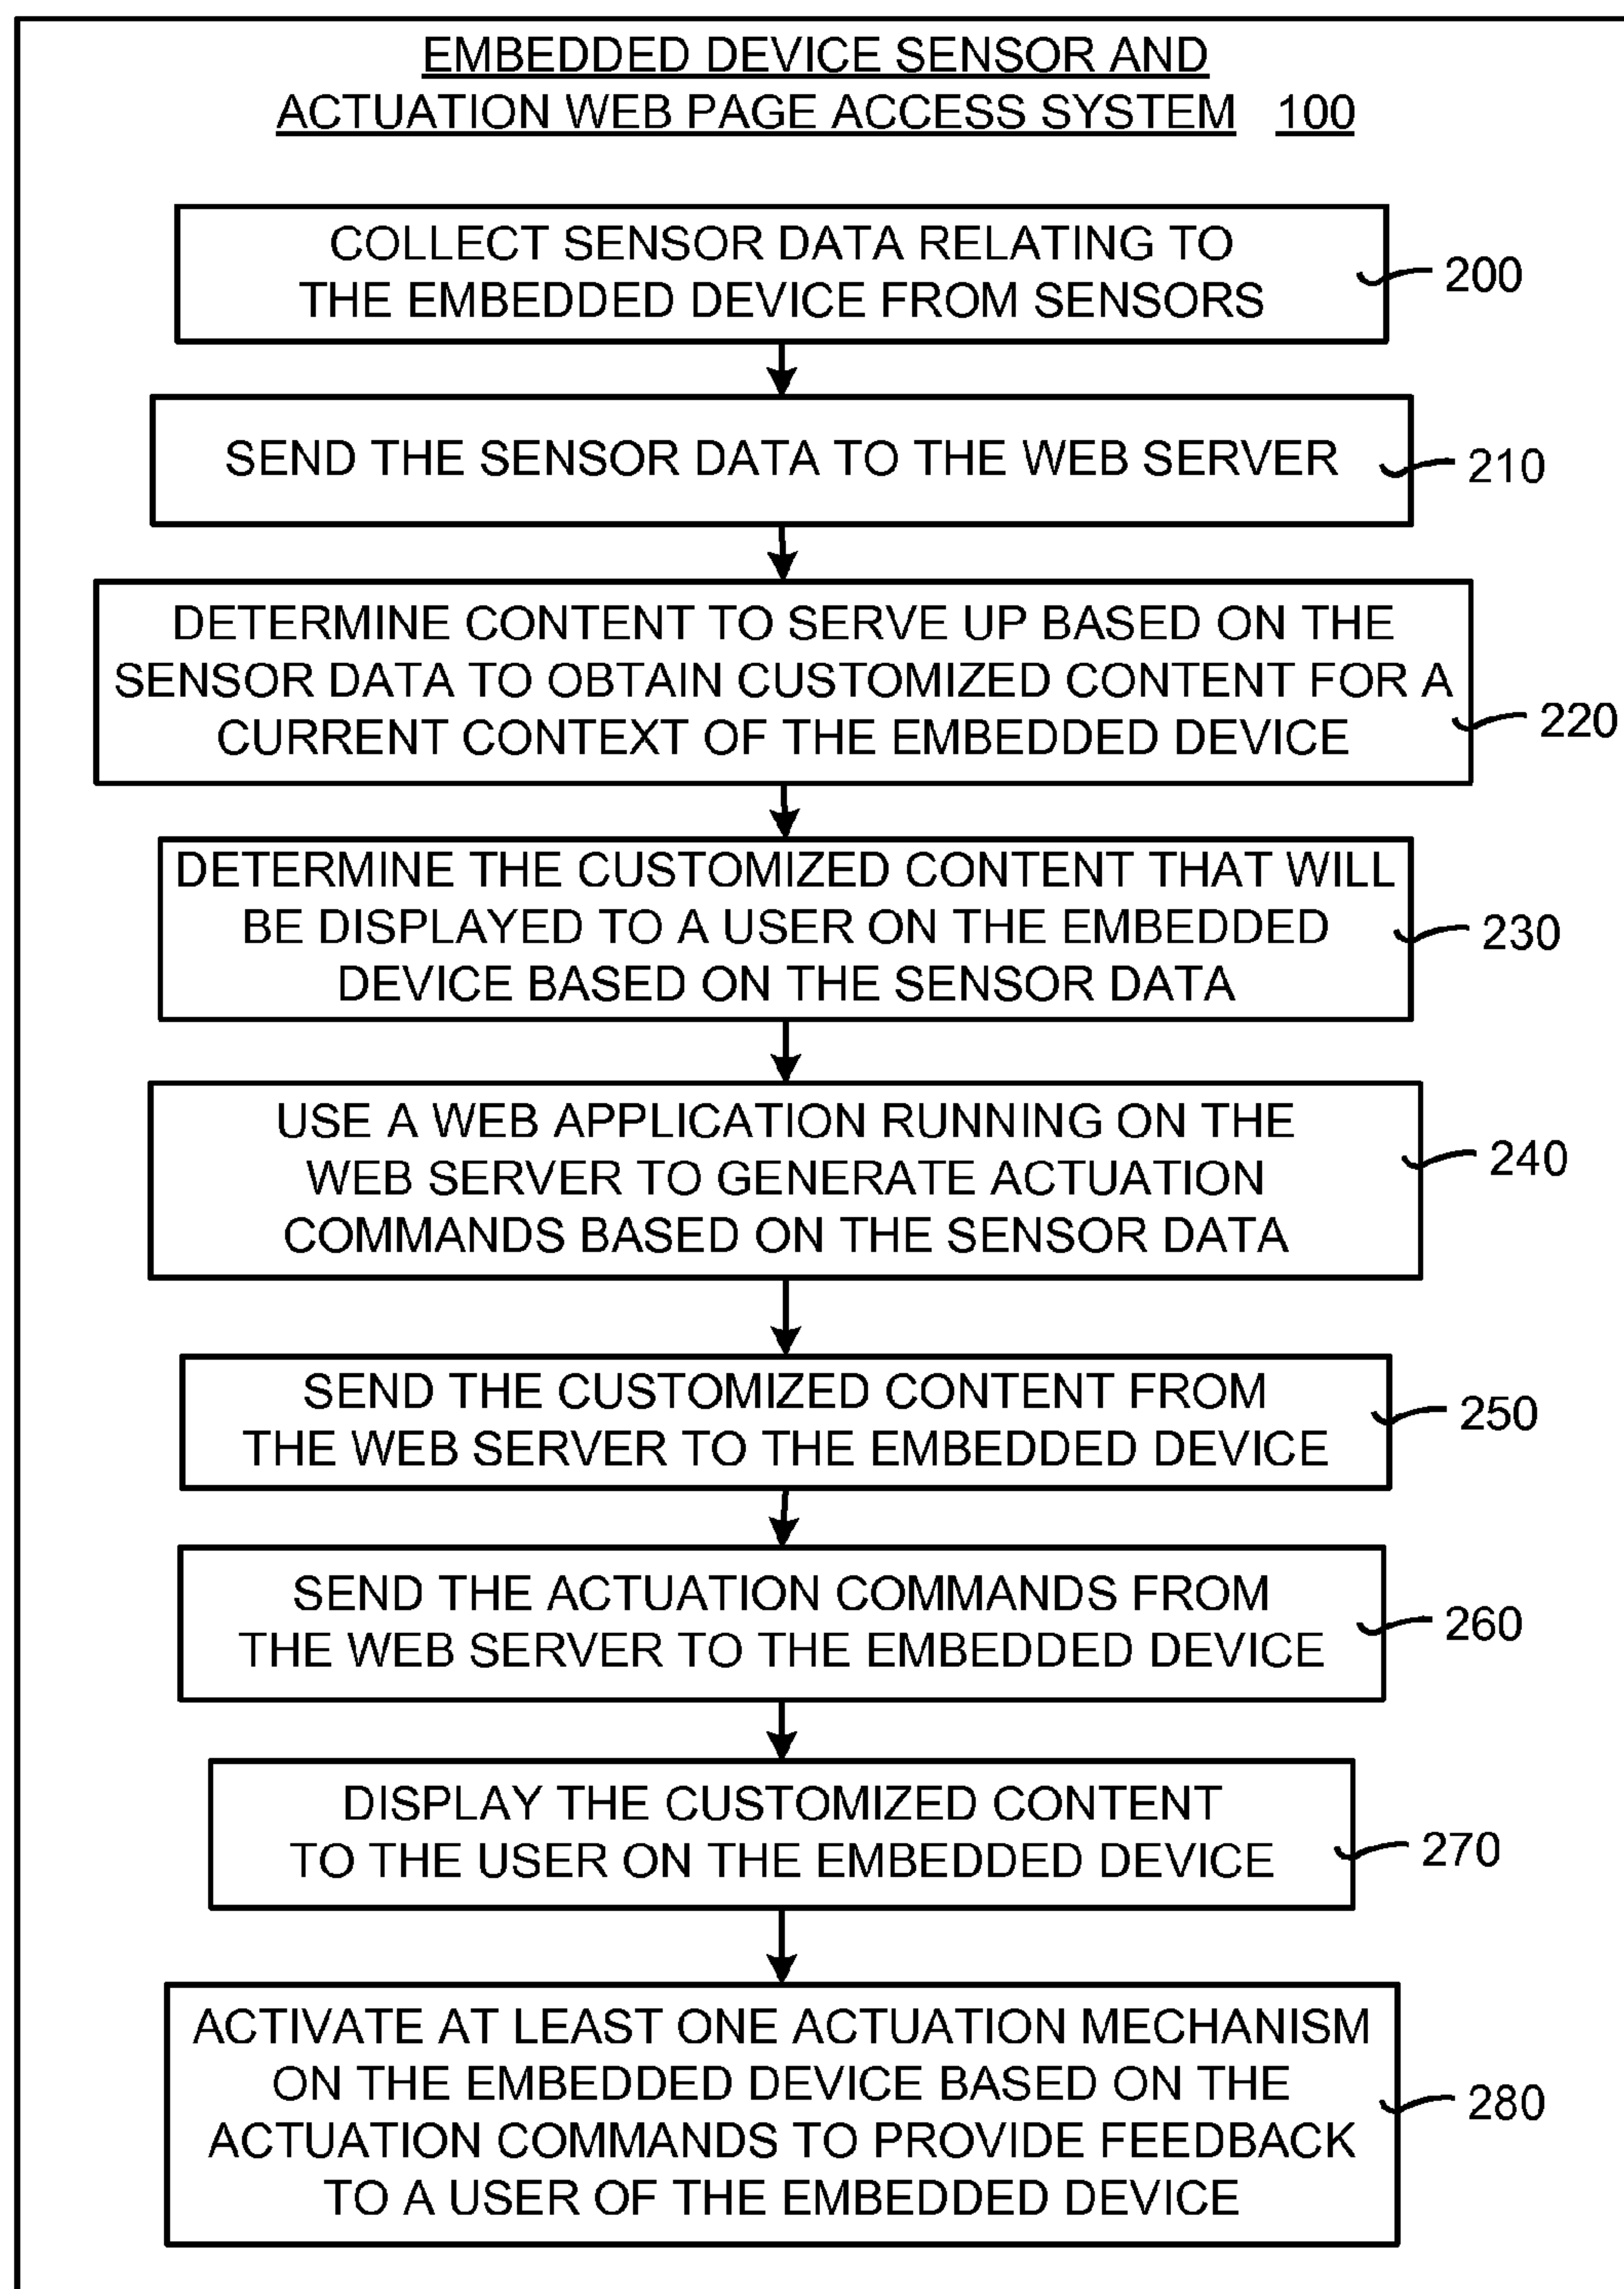 EMBEDDED DEVICE SENSOR AND
ACTUATION WEB PAGE ACCESS SYSTEM 100
COLLECT SENSOR DATA RELATING TO
THE EMBEDDED DEVICE FROM SENSORS
200
SEND THE SENSOR DATA TO THE WEB SERVER
210
DETERMINE CONTENT TO SERVE UP BASED ON THE
SENSOR DATA TO OBTAIN CUSTOMIZED CONTENT FOR A
CURRENT CONTEXT OF THE EMBEDDED DEVICE
220
DETERMINE THE CUSTOMIZED CONTENT THAT WILL
BE DISPLAYED TO A USER ON THE EMBEDDED
DEVICE BASED ON THE SENSOR DATA
230
USE A WEB APPLICATION RUNNING ON THE
WEB SERVER TO GENERATE ACTUATION
COMMANDS BASED ON THE SENSOR DATA
240
SEND THE CUSTOMIZED CONTENT FROM
THE WEB SERVER TO THE EMBEDDED DEVICE
250
SEND THE ACTUATION COMMANDS FROM
THE WEB SERVER TO THE EMBEDDED DEVICE
260
DISPLAY THE CUSTOMIZED CONTENT
TO THE USER ON THE EMBEDDED DEVICE
270
ACTIVATE AT LEAST ONE ACTUATION MECHANISM
ON THE EMBEDDED DEVICE BASED ON THE
ACTUATION COMMANDS TO PROVIDE FEEDBACK
TO A USER OF THE EMBEDDED DEVICE
280